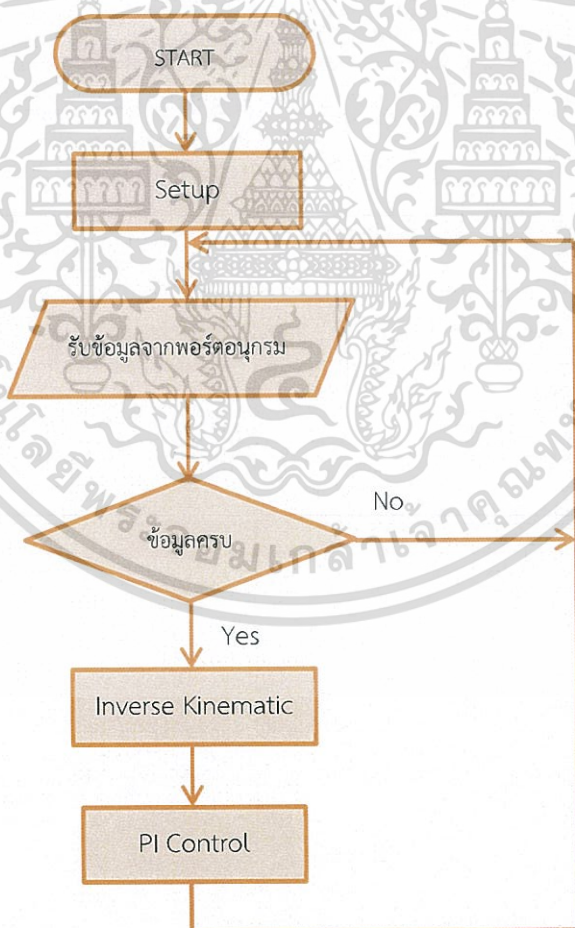 START
Setup
รับข้อมูลจากพอร์ตอนุกรม
ข้อมูลครบ
No
Yes
Inverse Kinematic
PI Control